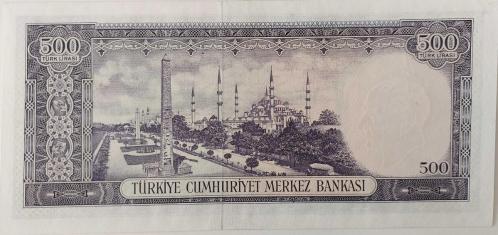 500 500
TÜRK LİRASI TÜRK LİRASI
500
TÜRKİYE CUMHURİYET MERKEZ BANKASI